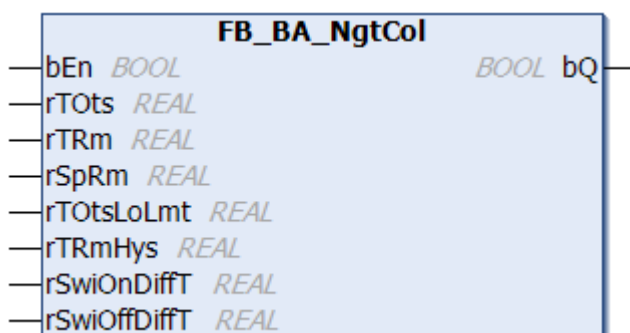 FB_BA_NgtCol
bEn BOOL BOOL bQ
rTOts REAL
rTRm REAL
rSpRm REAL
rTOtsLoLmt REAL
rTRmHys REAL
rSwiOnDiffT REAL
rSwiOffDiffT REAL